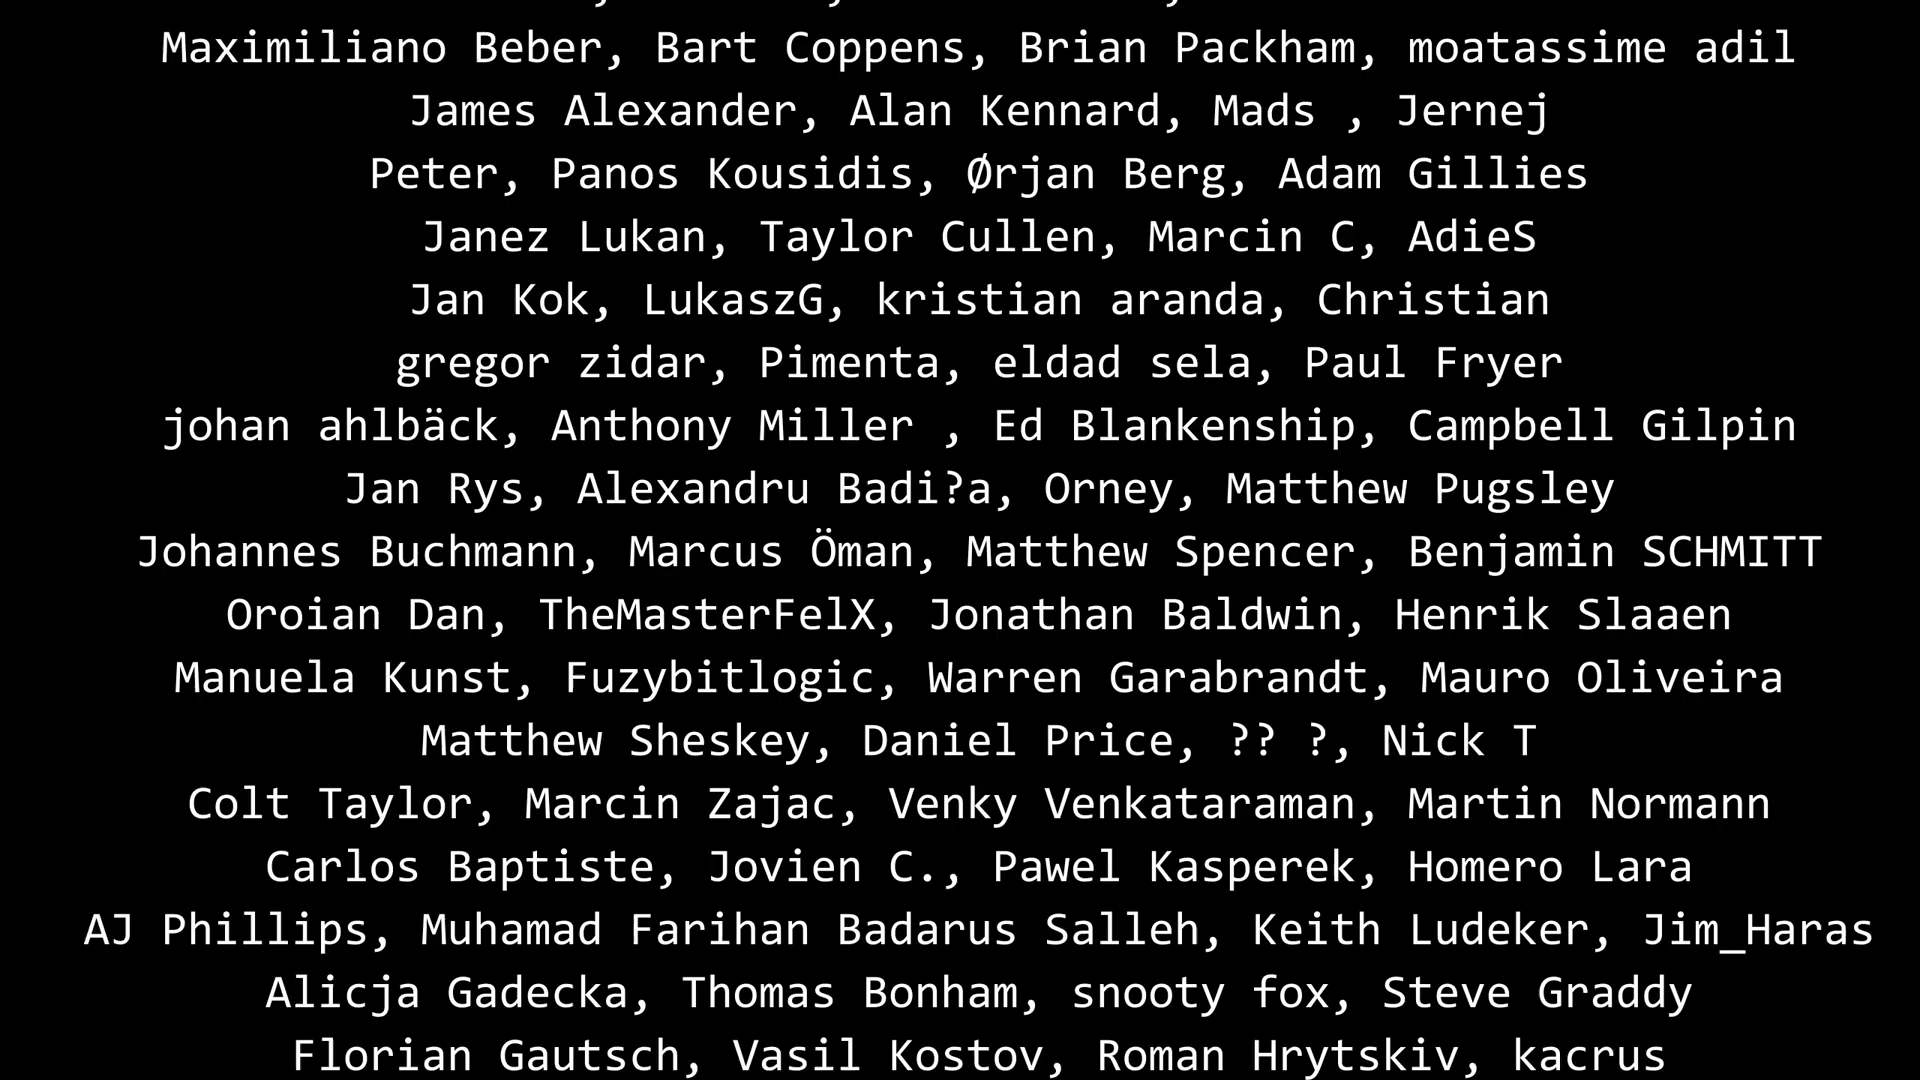 Maximiliano Beber, Bart Coppens, Brian Packham, moatassime adil
James Alexander, Alan Kennard, Mads , Jernej
Peter, Panos Kousidis, Ørjan Berg, Adam Gillies
Janez Lukan, Taylor Cullen, Marcin C, AdieS
Jan Kok, LukaszG, kristian aranda, Christian
gregor zidar, Pimenta, eldad sela, Paul Fryer
johan ahlbäck, Anthony Miller , Ed Blankenship, Campbell Gilpin
Jan Rys, Alexandru Badi?a, Orney, Matthew Pugsley
Johannes Buchmann, Marcus Öman, Matthew Spencer, Benjamin SCHMITT
Oroian Dan, TheMasterFelX, Jonathan Baldwin, Henrik Slaaen
Manuela Kunst, Fuzybitlogic, Warren Garabrandt, Mauro Oliveira
Matthew Sheskey, Daniel Price, ?? ?, Nick T
Colt Taylor, Marcin Zajac, Venky Venkataraman, Martin Normann
Carlos Baptiste, Jovien C., Pawel Kasperek, Homero Lara
AJ Phillips, Muhamad Farihan Badarus Salleh, Keith Ludeker, Jim_Haras
Alicja Gadecka, Thomas Bonham, snooty fox, Steve Graddy
Florian Gautsch, Vasil Kostov, Roman Hrytskiv, kacrus